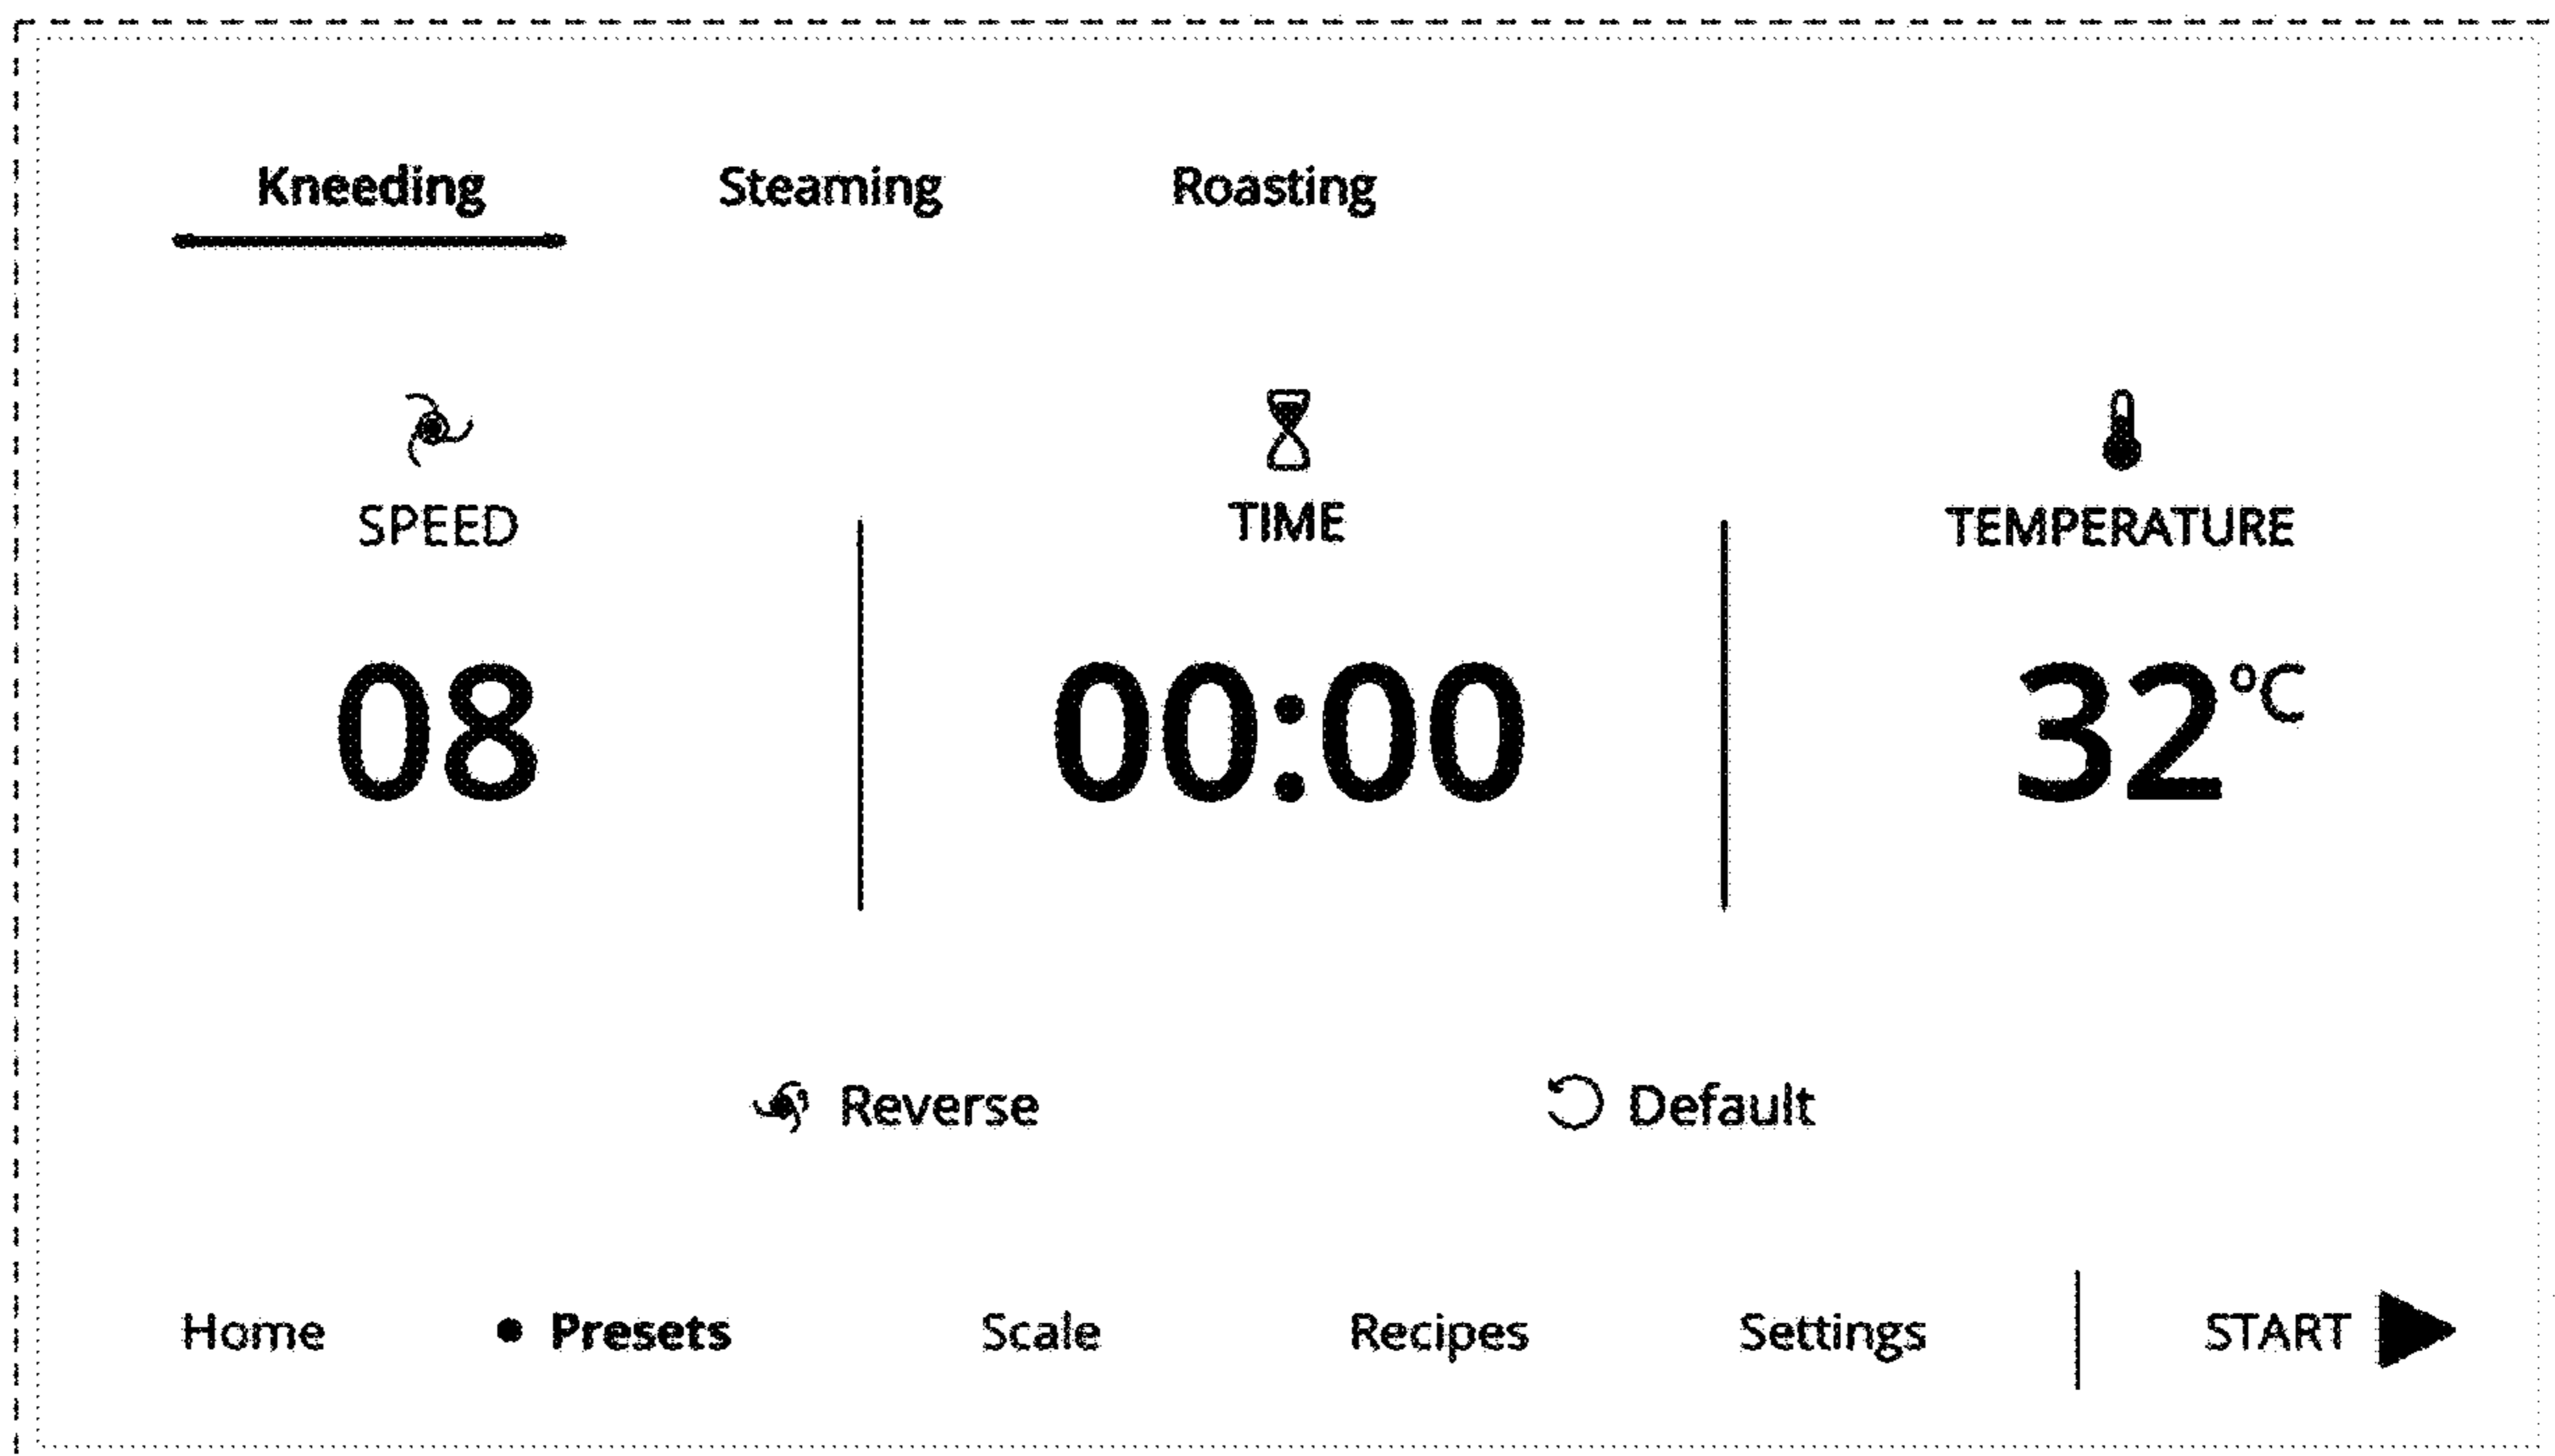 Kneeding Steaming Roasting
SPEED TIME TEMPERATURE
08 00:00 32°C
Reverse Default
Home • Presets Scale Recipes Settings START